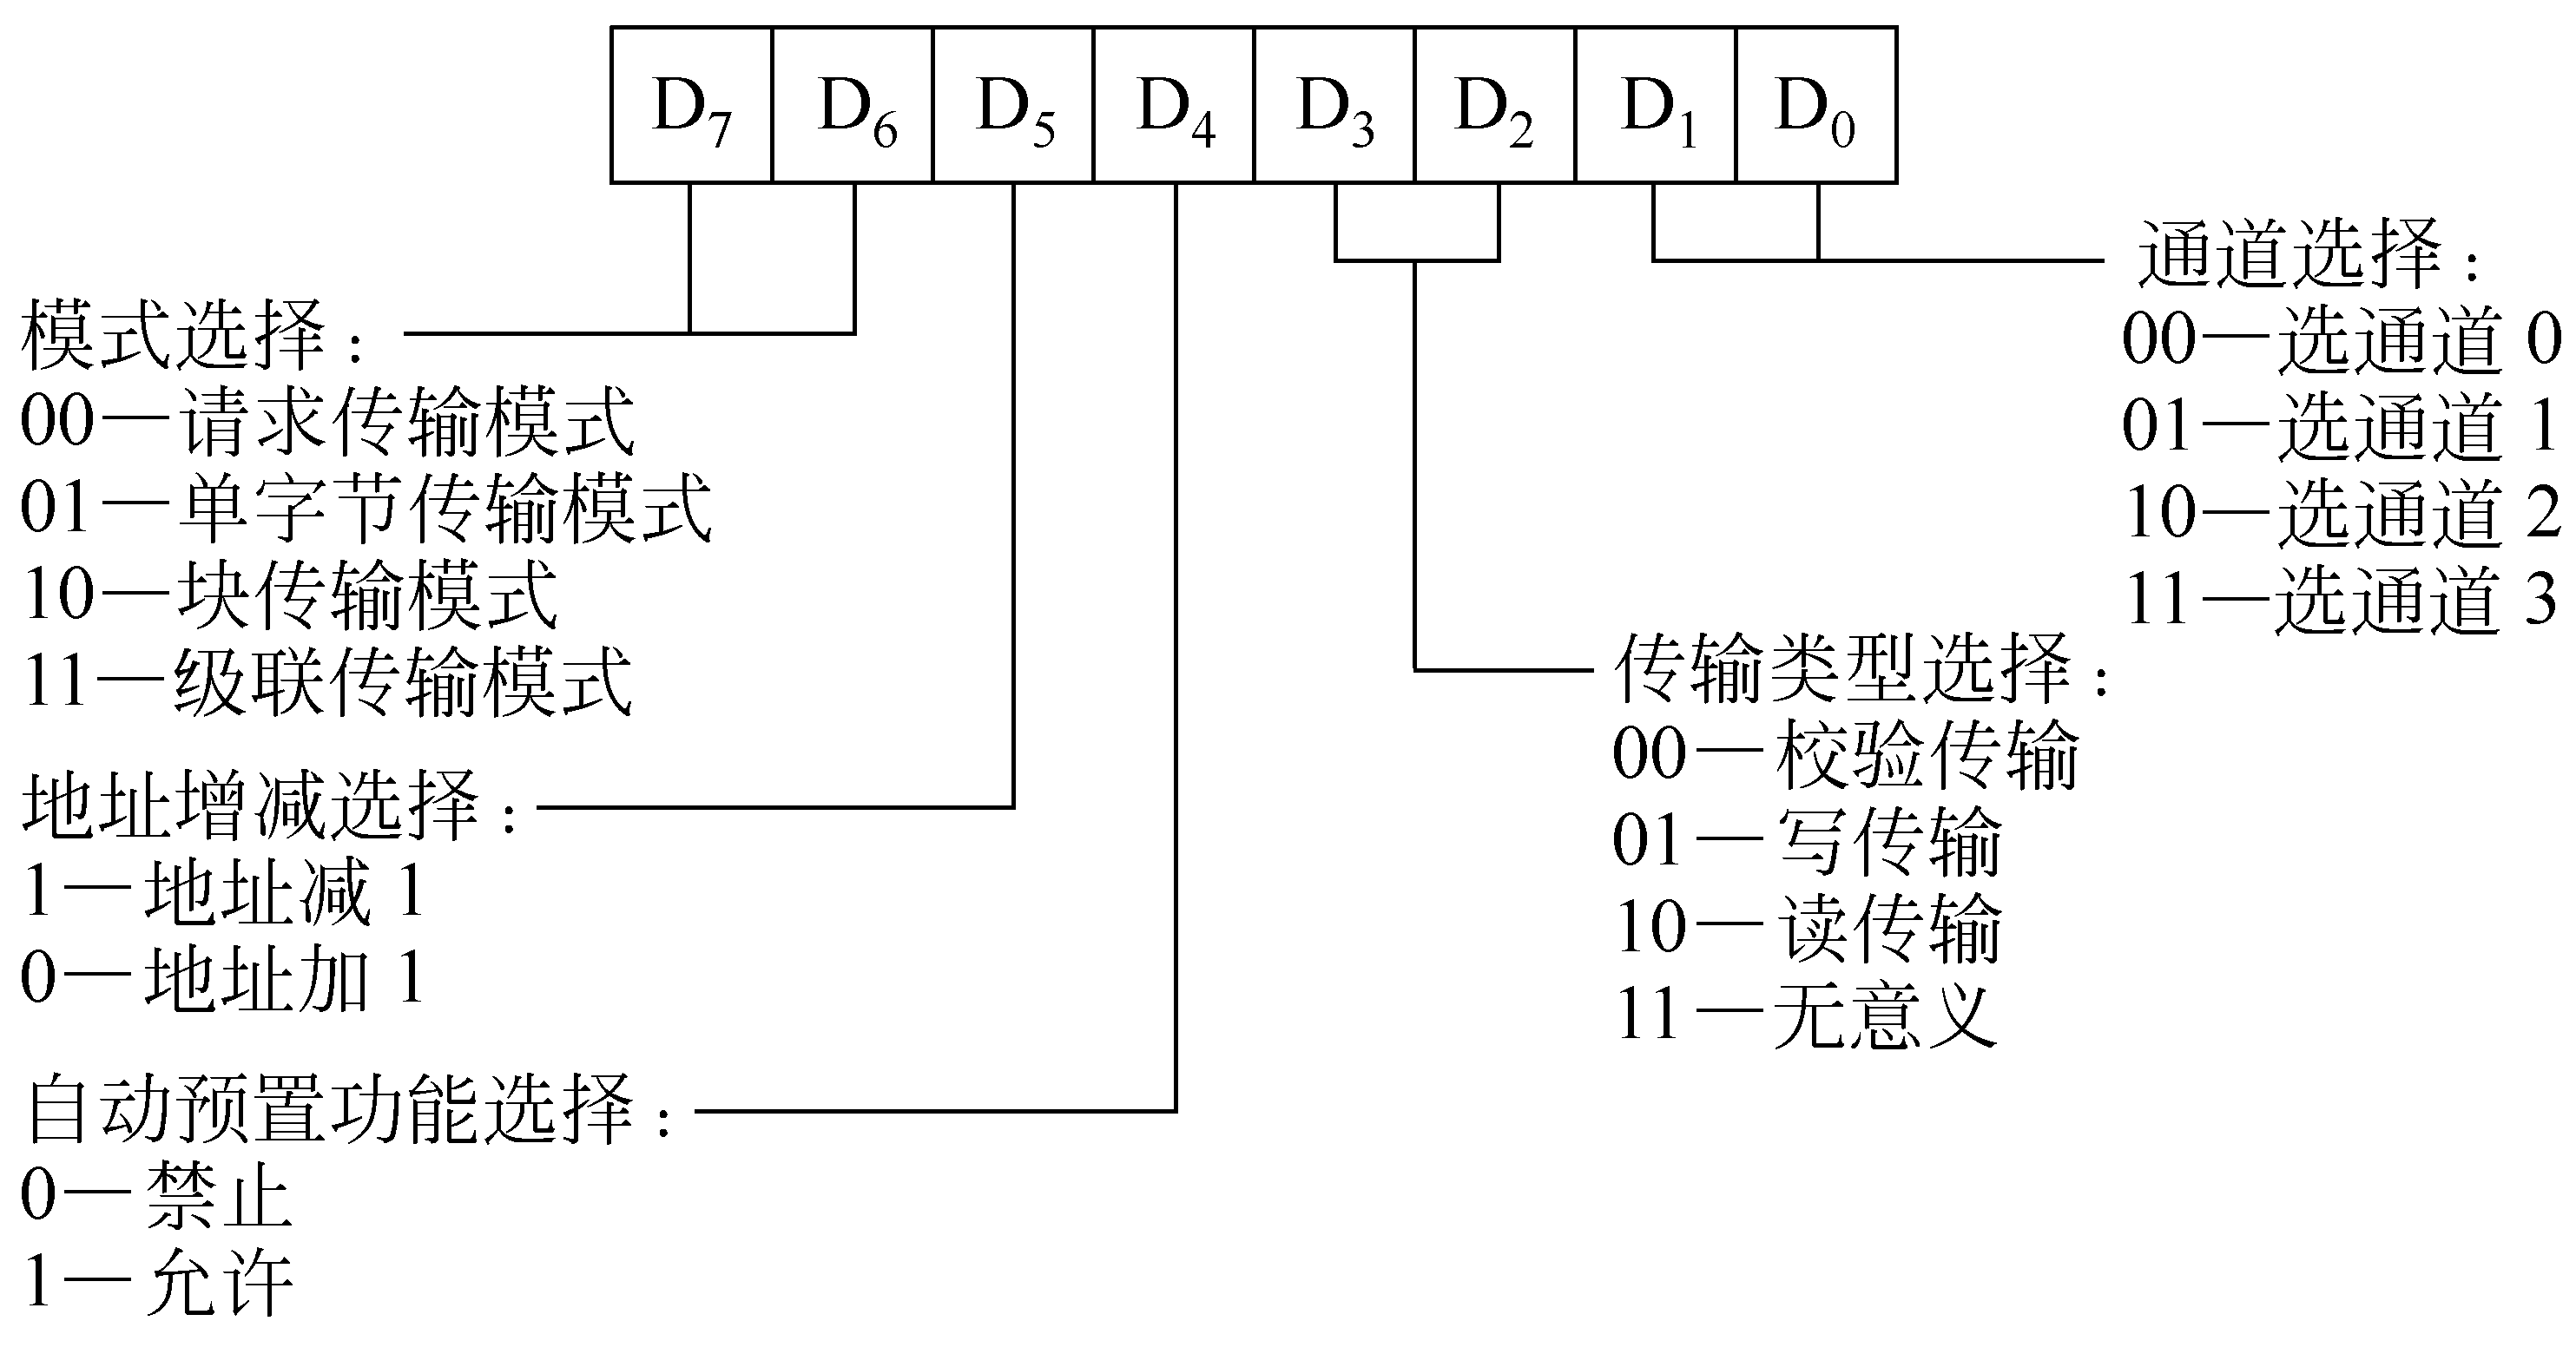 D7 D6 D5 D4 D3 D2 D1 D0
模式选择：
00—请求传输模式
01—单字节传输模式
10—块传输模式
11—级联传输模式
地址增减选择：
1—地址减 1
0—地址加 1
自动预置功能选择：
0—禁止
1—允许
传输类型选择：
00—校验传输
01—写传输
10—读传输
11—无意义
通道选择：
00—选通道 0
01—选通道 1
10—选通道 2
11—选通道 3